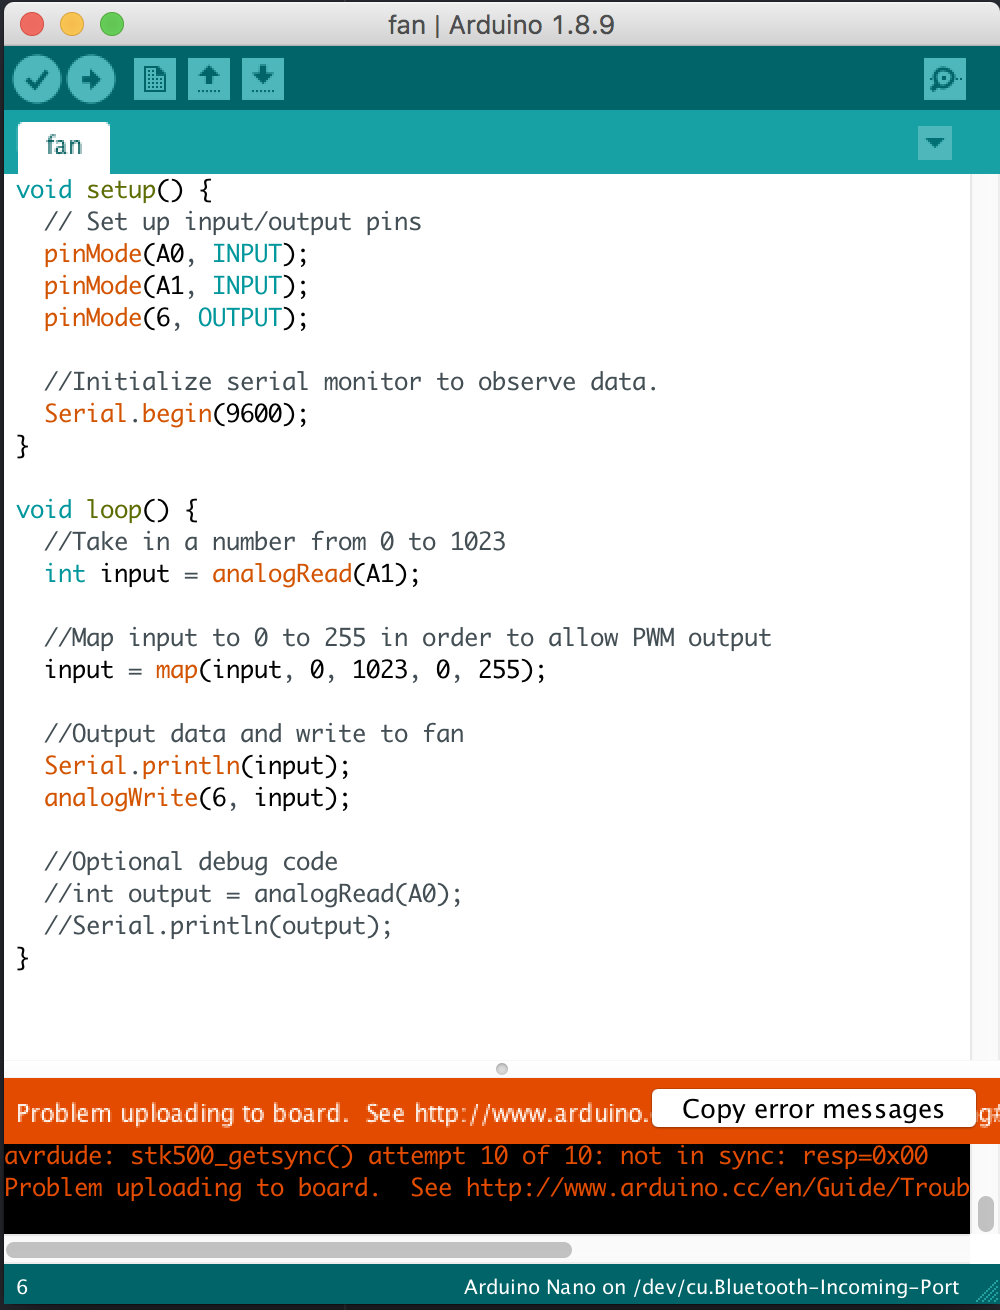 fan | Arduino 1.8.9
fan
void setup() {
// Set up input/output pins
pinMode(A0, INPUT);
pinMode(A1, INPUT);
pinMode(6, OUTPUT);
//Initialize serial monitor to observe data.
Serial.begin(9600);
}
void loop() {
//Take in a number from 0 to 1023
int input = analogRead(A1);
//Map input to 0 to 255 in order to allow PWM output
input = map(input, 0, 1023, 0, 255);
//Output data and write to fan
Serial.println(input);
analogWrite(6, input);
//Optional debug code
//int output = analogRead(A0);
//Serial.println(output);
}
Problem uploading to board.  See http://www.arduino. Copy error messages g#
avrdude: stk500_getsync() attempt 10 of 10: not in sync: resp=0x00
Problem uploading to board.  See http://www.arduino.cc/en/Guide/Troub
6 Arduino Nano on /dev/cu.Bluetooth-Incoming-Port